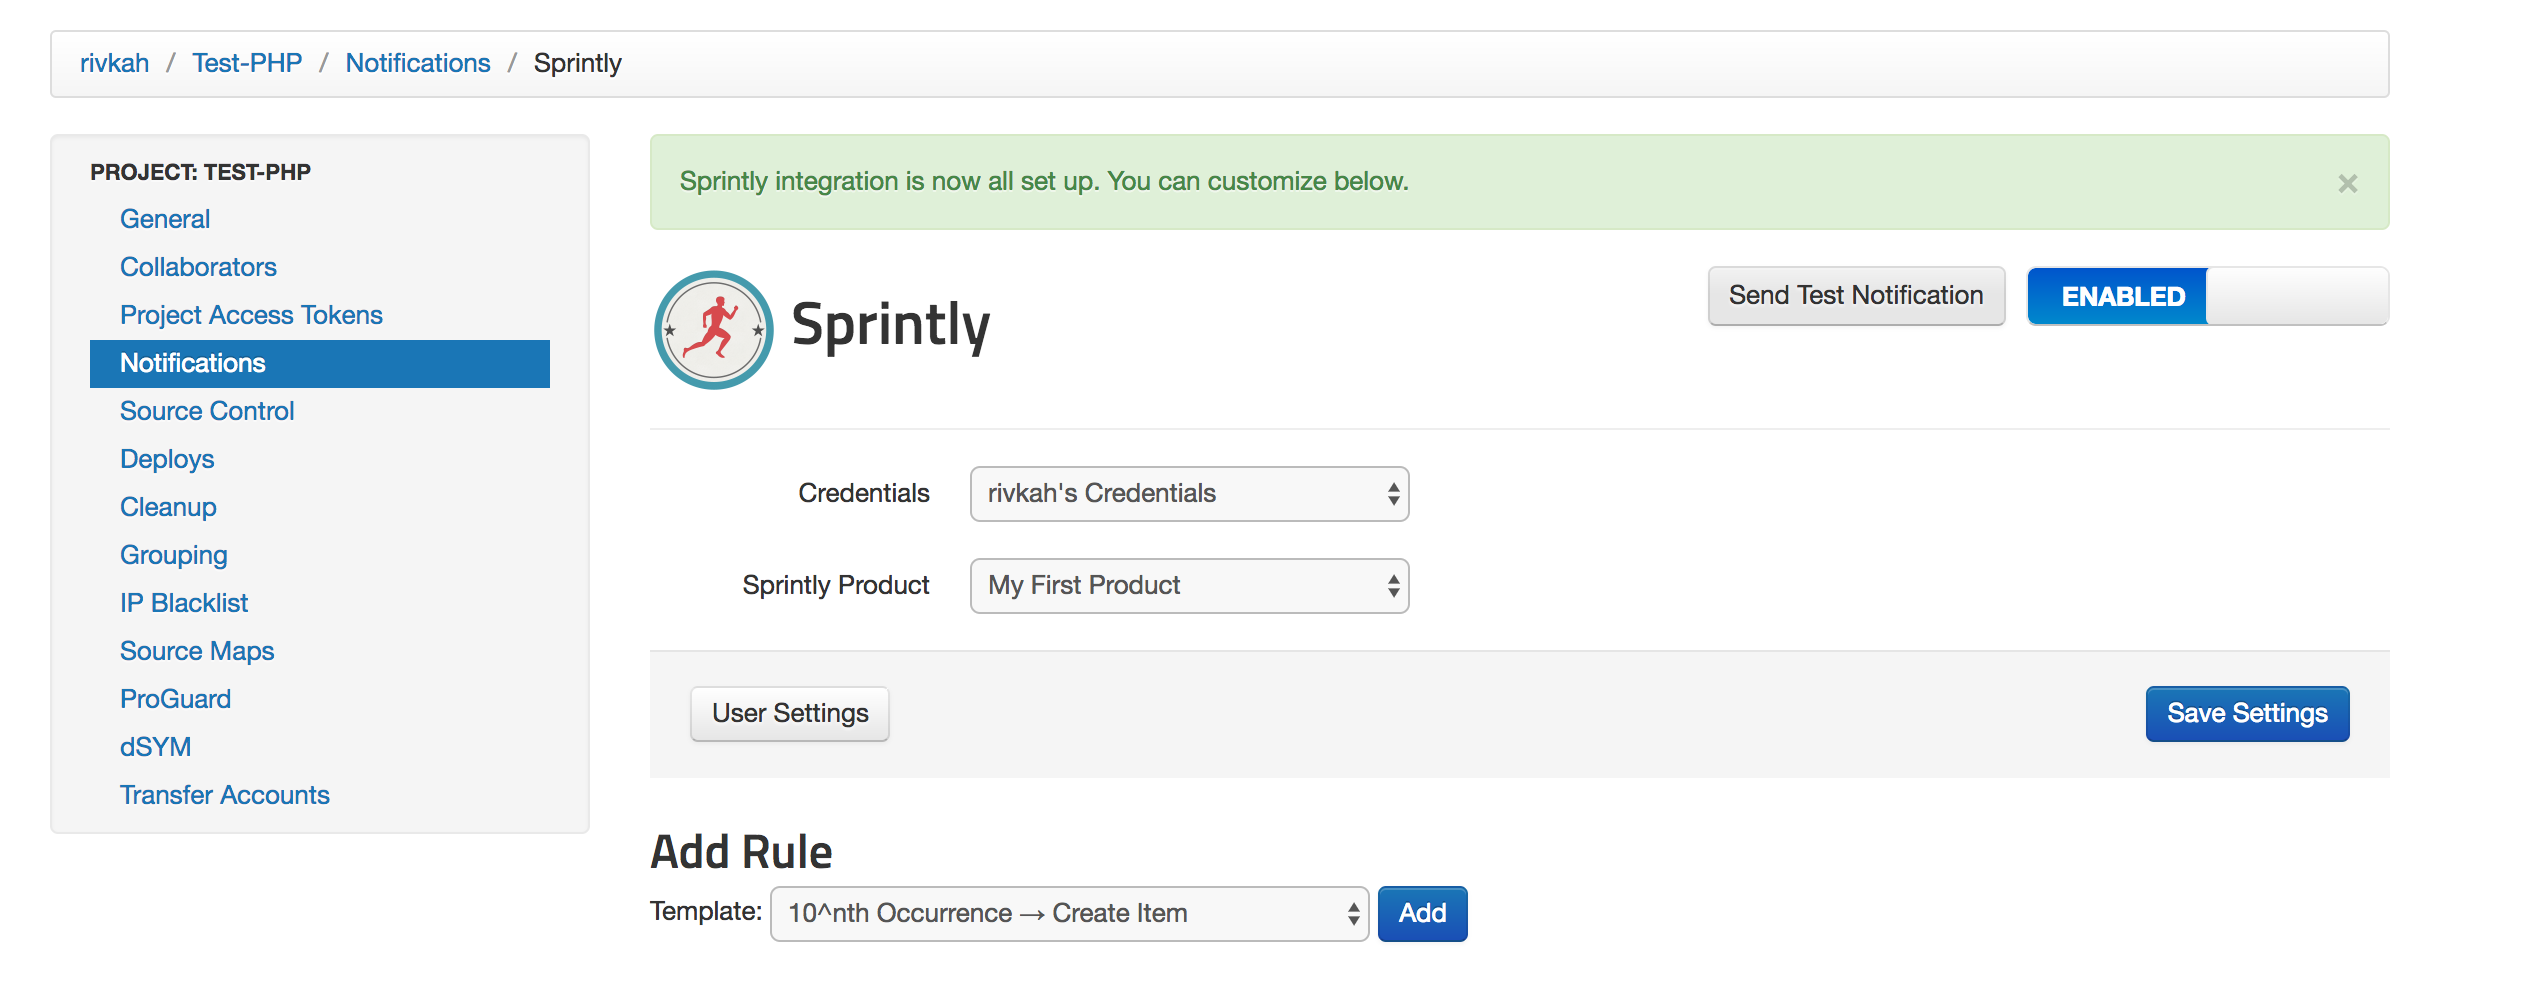 rivkah / Test-PHP / Notifications / Sprintly
PROJECT: TEST-PHP
General
Collaborators
Project Access Tokens
Notifications
Source Control
Deploys
Cleanup
Grouping
IP Blacklist
Source Maps
ProGuard
dSYM
Transfer Accounts
Sprintly integration is now all set up. You can customize below.
×
Sprintly
Send Test Notification
ENABLED
Credentials
rivkah's Credentials
Sprintly Product
My First Product
User Settings
Save Settings
Add Rule
Template: 10^nth Occurrence → Create Item Add